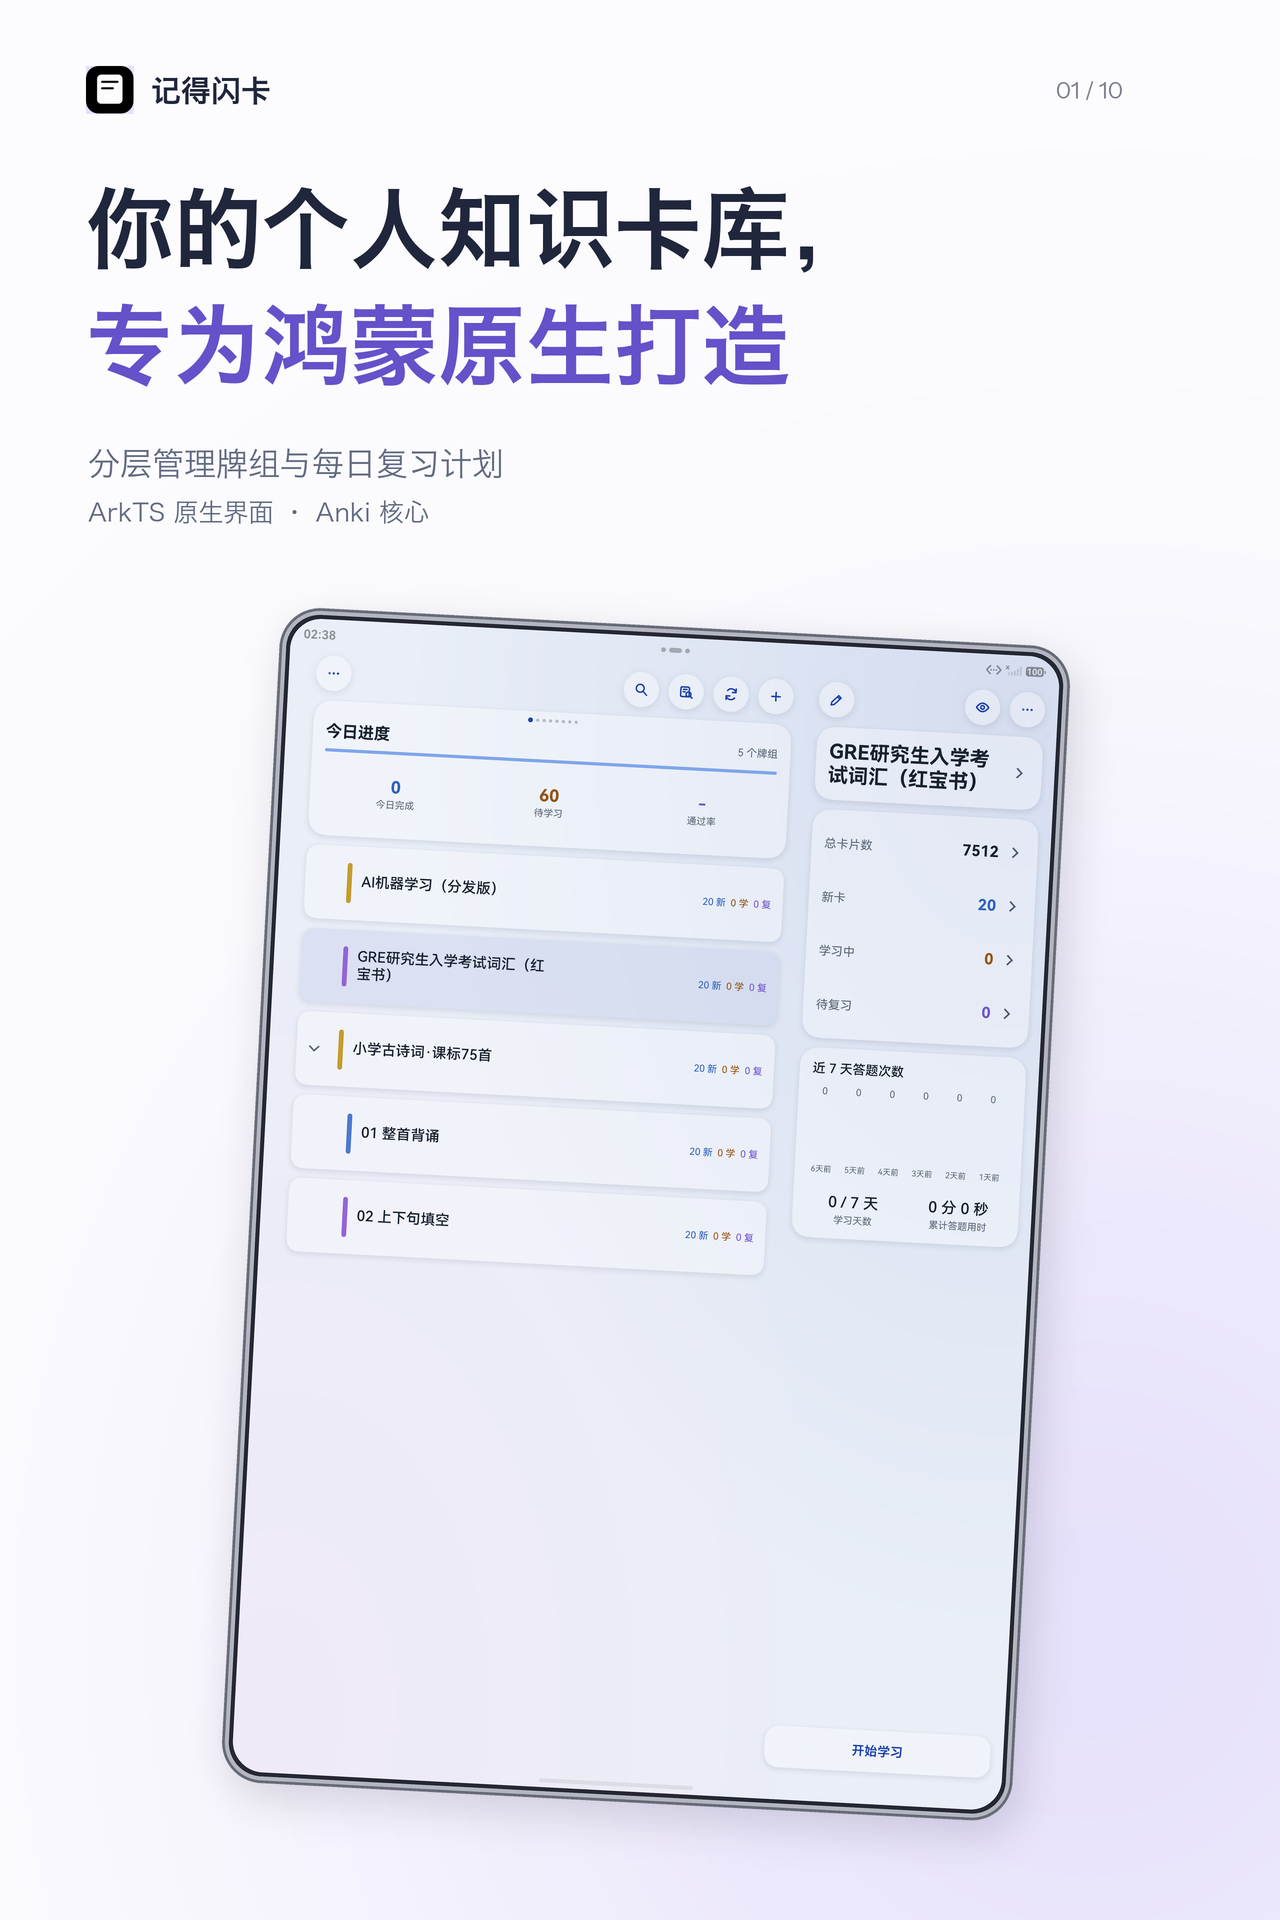 记得闪卡
01 / 10
你的个人知识卡库，
专为鸿蒙原生打造
分层管理牌组与每日复习计划
ArkTS 原生界面 · Anki 核心
02:38
100
今日进度
5 个牌组
0
今日完成
60
待学习
-
通过率
AI机器学习（分发版）
20 新 0 学 0 复
GRE研究生入学考试词汇（红
宝书）
20 新 0 学 0 复
小学古诗词·课标75首
20 新 0 学 0 复
01 整首背诵
20 新 0 学 0 复
02 上下句填空
20 新 0 学 0 复
GRE研究生入学考
试词汇（红宝书）
总卡片数 7512
新卡 20
学习中 0
待复习 0
近 7 天答题次数
0 0 0 0 0 0
6天前 5天前 4天前 3天前 2天前 1天前
0 / 7 天
学习天数
0 分 0 秒
累计答题用时
开始学习